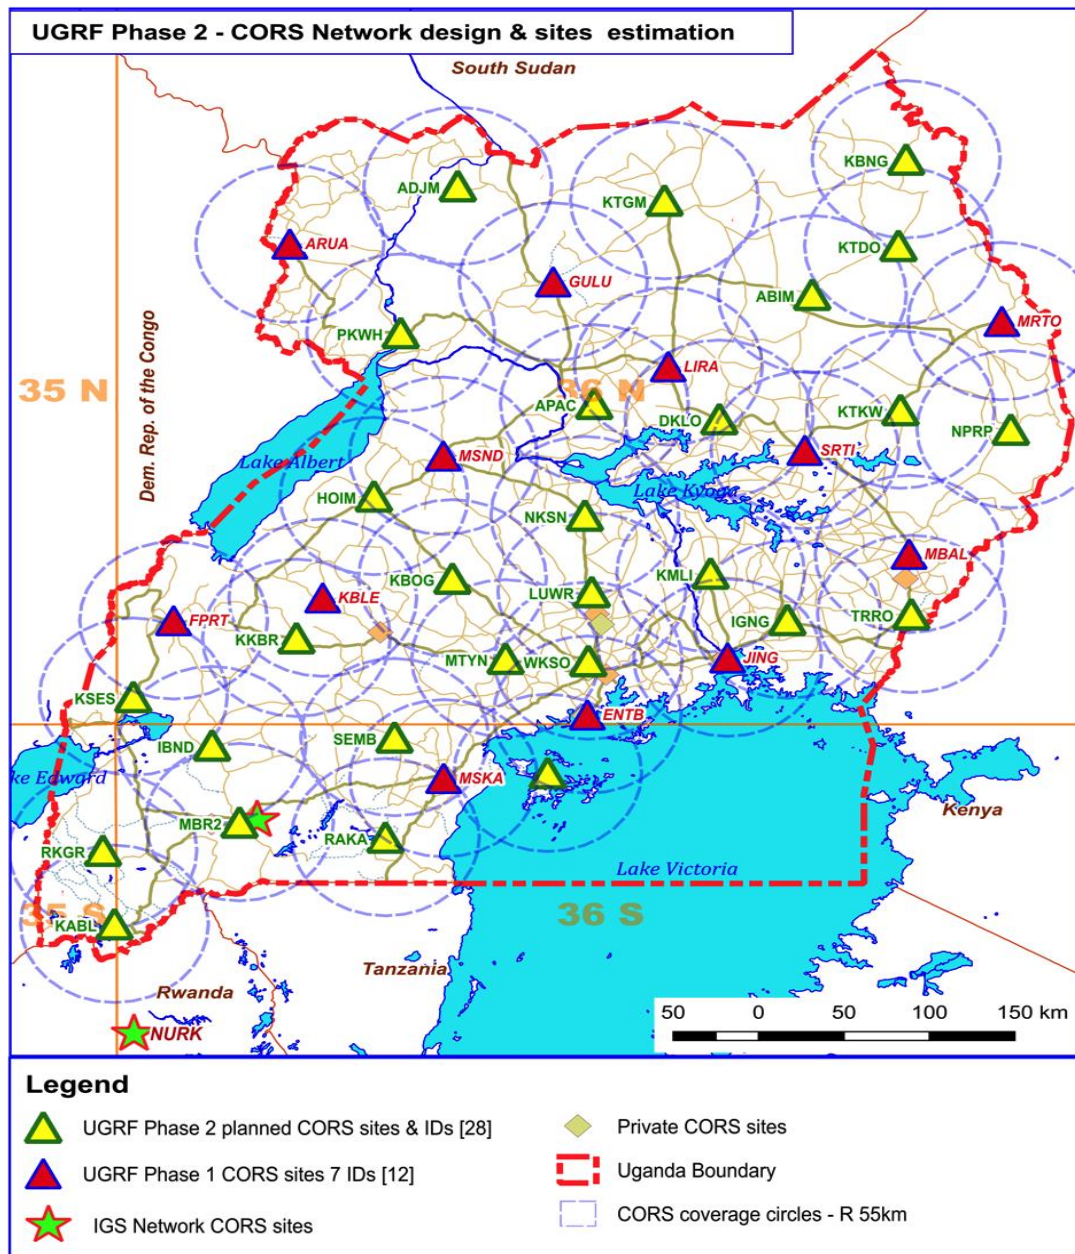 UGRF Phase 2 - CORS Network design & sites estimation
South Sudan
KBNG
ADJM
KTGM
ARUA
KTDO
GULU
ABIM
MRTO
PKWH
Dem. Rep. of the Congo
LIRA
35 N
36 N
APAC
DKLO
KTKW
NPRP
MSND
SRTI
Lake Albert
HOIM
Lake Kyoga
NKSN
MBAL
KBOG
KMLI
LUWR
KBLE
FPRT
IGNG
TRRO
KKBR
MTYN
WKSO
JING
KSES
ENTB
IBND
SEMB
ke Edward
MSKA
Kenya
MBR2
RAKA
RKGR
Lake Victoria
35 S
36 S
KABL
Tanzania
Rwanda
50 0 50 100 150 km
NURK
Legend
UGRF Phase 2 planned CORS sites & IDs [28]
Private CORS sites
UGRF Phase 1 CORS sites 7 IDs [12]
Uganda Boundary
IGS Network CORS sites
CORS coverage circles - R 55km